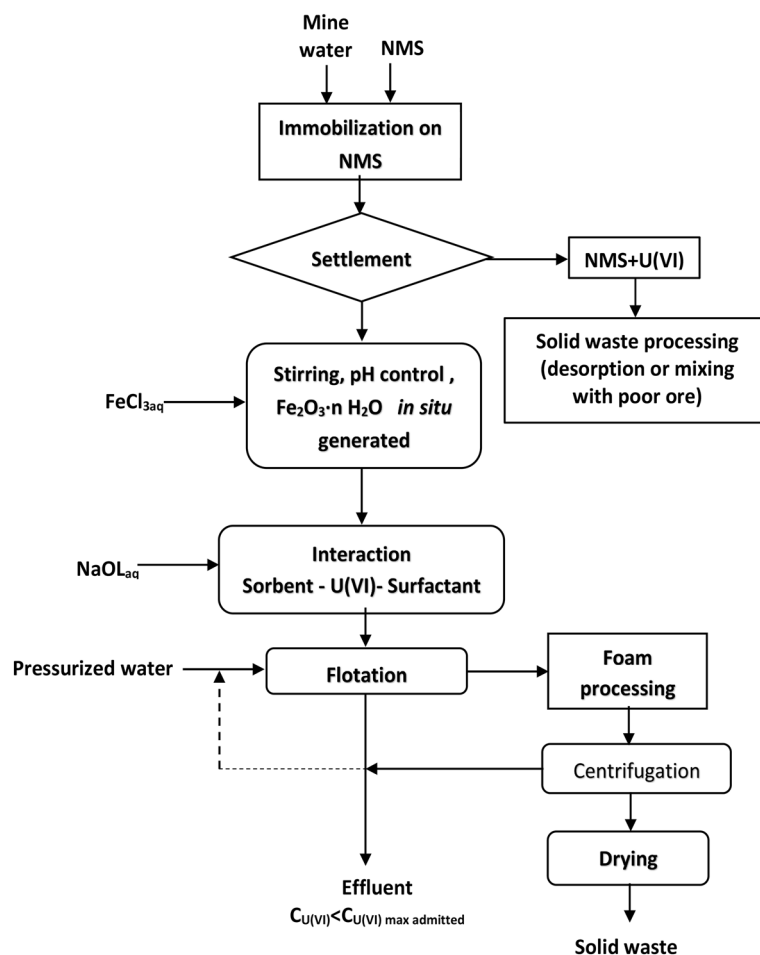 Mine
water
NMS
Immobilization on
NMS
Settlement
NMS+U(VI)
Solid waste processing
(desorption or mixing
with poor ore)
Stirring, pH control ,
Fe₂O₃·n H₂O in situ
generated
FeCl₃aq
Interaction
Sorbent - U(VI)- Surfactant
NaOLaq
Pressurized water
Flotation
Foam
processing
Centrifugation
Drying
Effluent
CU(VI)<CU(VI) max admitted
Solid waste